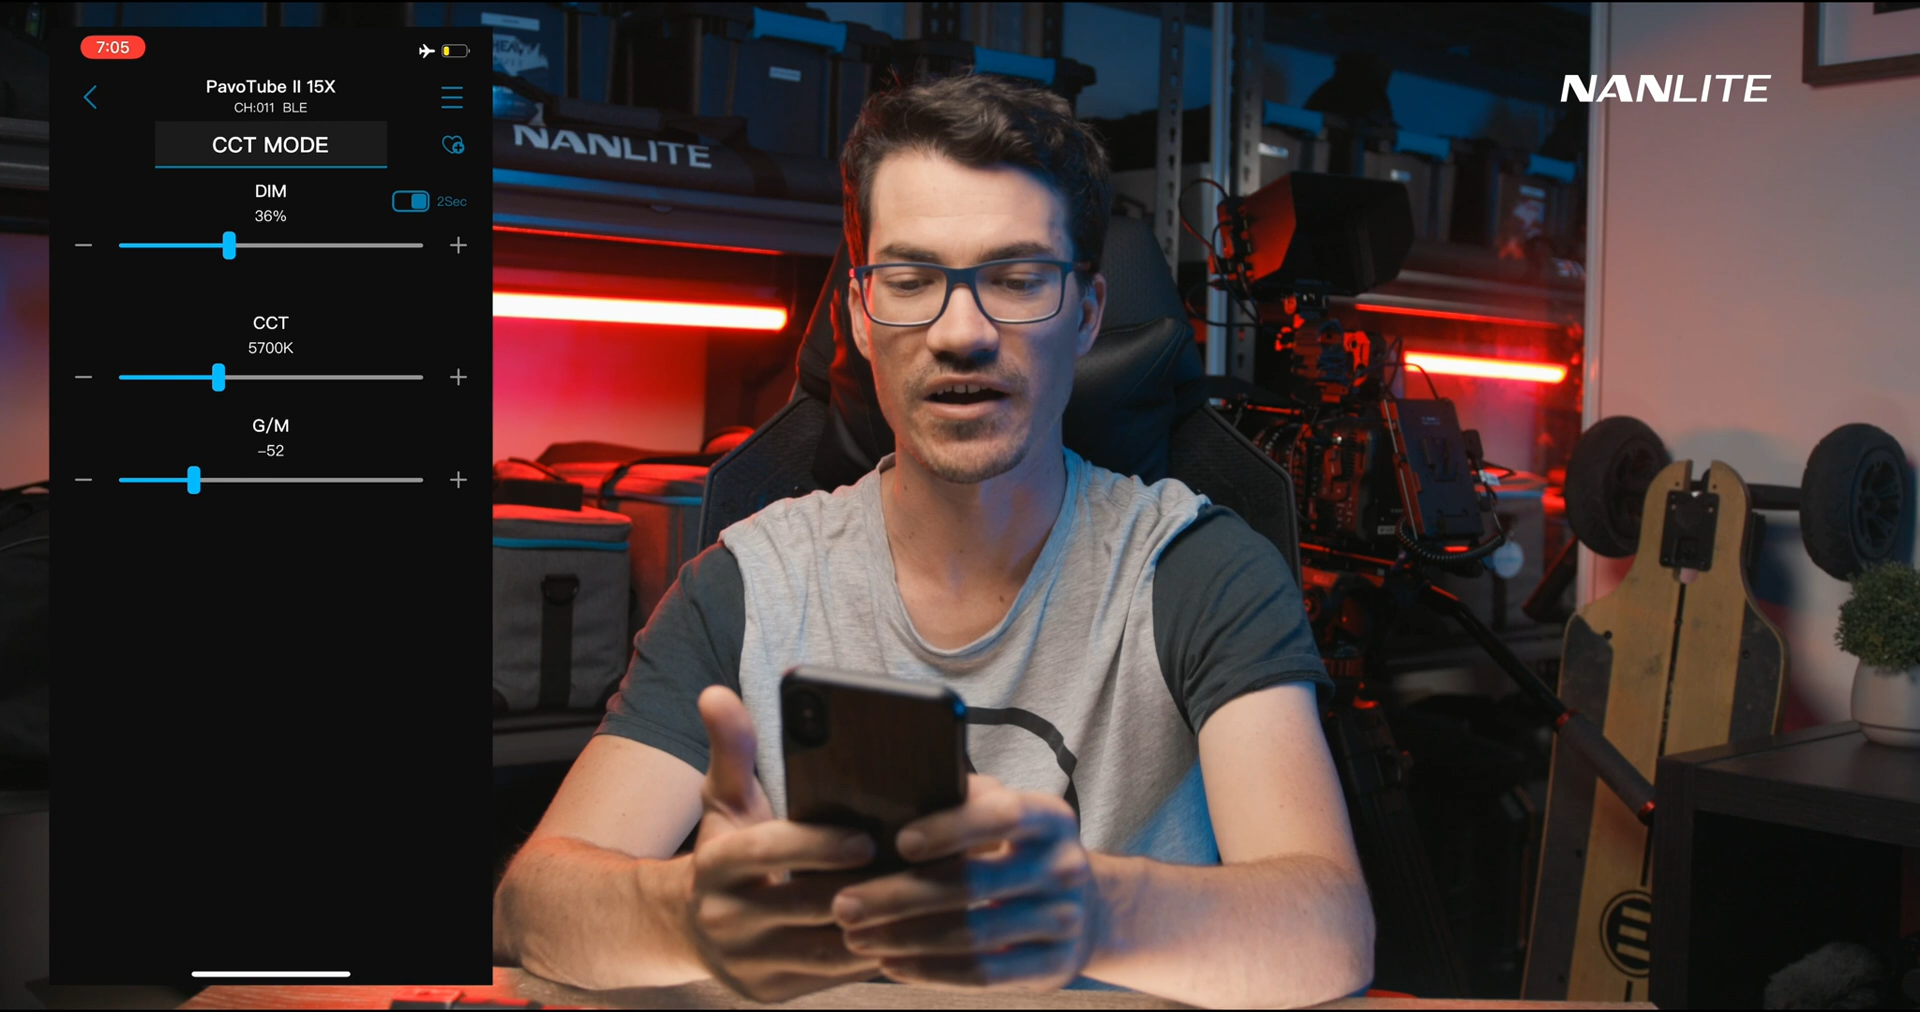 7:05
PavoTube II 15X
CH:011 BLE
CCT MODE
DIM
36%
2Sec
CCT
5700K
G/M
−52
NANLITE
NANLITE